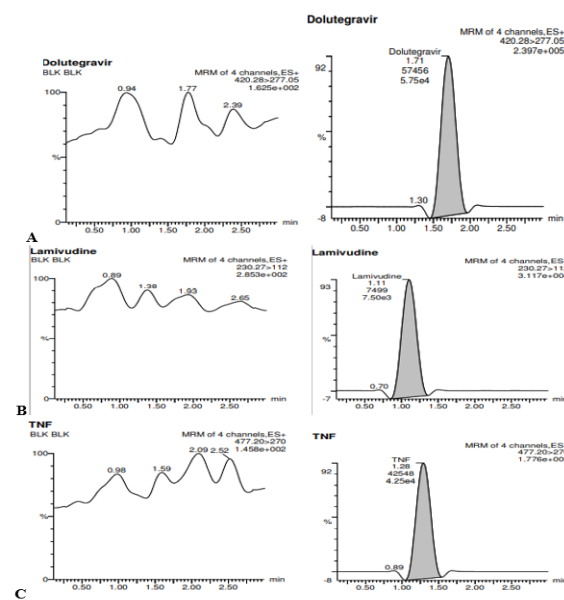 Dolutegravir
BLK BLK
MRM of 4 channels,ES+
420.28>277.05
1.625e+002
100
%
0
0.94
1.77
2.39
0.50 1.00 1.50 2.00 2.50 min
Dolutegravir
MRM of 4 channels,ES+
420.28>277.05
2.397e+005
Dolutegravir
1.71
57456
5.75e4
92
%
-8
1.30
0.50 1.00 1.50 2.00 2.50 min
A
Lamivudine
BLK BLK
MRM of 4 channels,ES+
230.27>112
2.853e+002
100
%
0
0.89
1.38
1.93
2.65
0.50 1.00 1.50 2.00 2.50 min
Lamivudine
MRM of 4 channels,ES
230.27>11
3.117e+00
Lamivudine
1.11
7499
7.50e3
93
%
-7
0.70
0.50 1.00 1.50 2.00 2.50 min
B
TNF
BLK BLK
MRM of 4 channels,ES+
477.20>270
1.458e+002
100
%
0
0.98
1.59
2.09 2.52
0.50 1.00 1.50 2.00 2.50 min
TNF
MRM of 4 channels,ES
477.20>27
1.776e+00
TNF
1.28
42548
4.25e4
92
%
-8
0.89
0.50 1.00 1.50 2.00 2.50 min
C